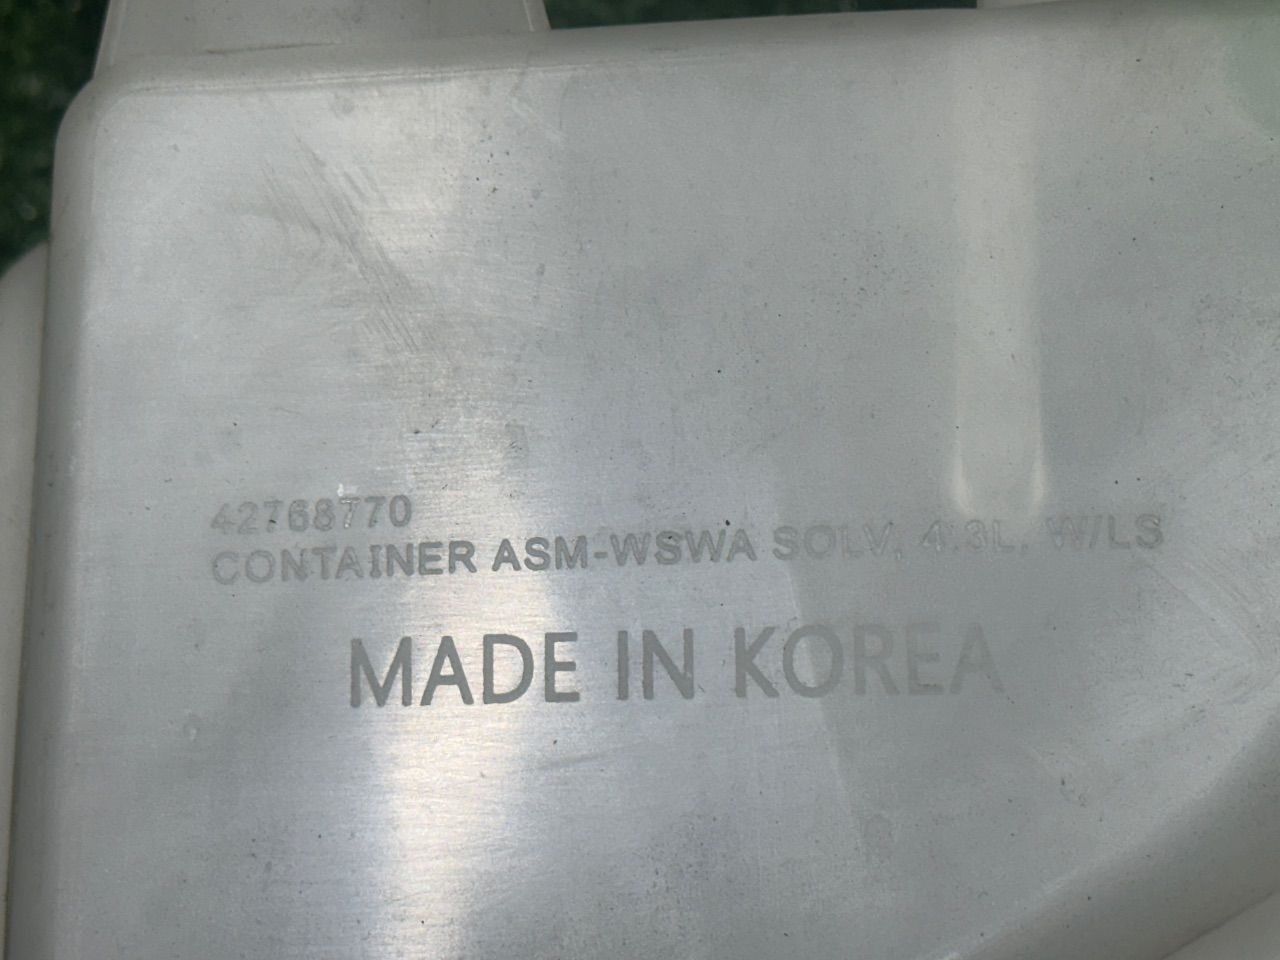 42768770
CONTAINER ASM-WSWA SOLV, 4.3L, W/LS
MADE IN KOREA